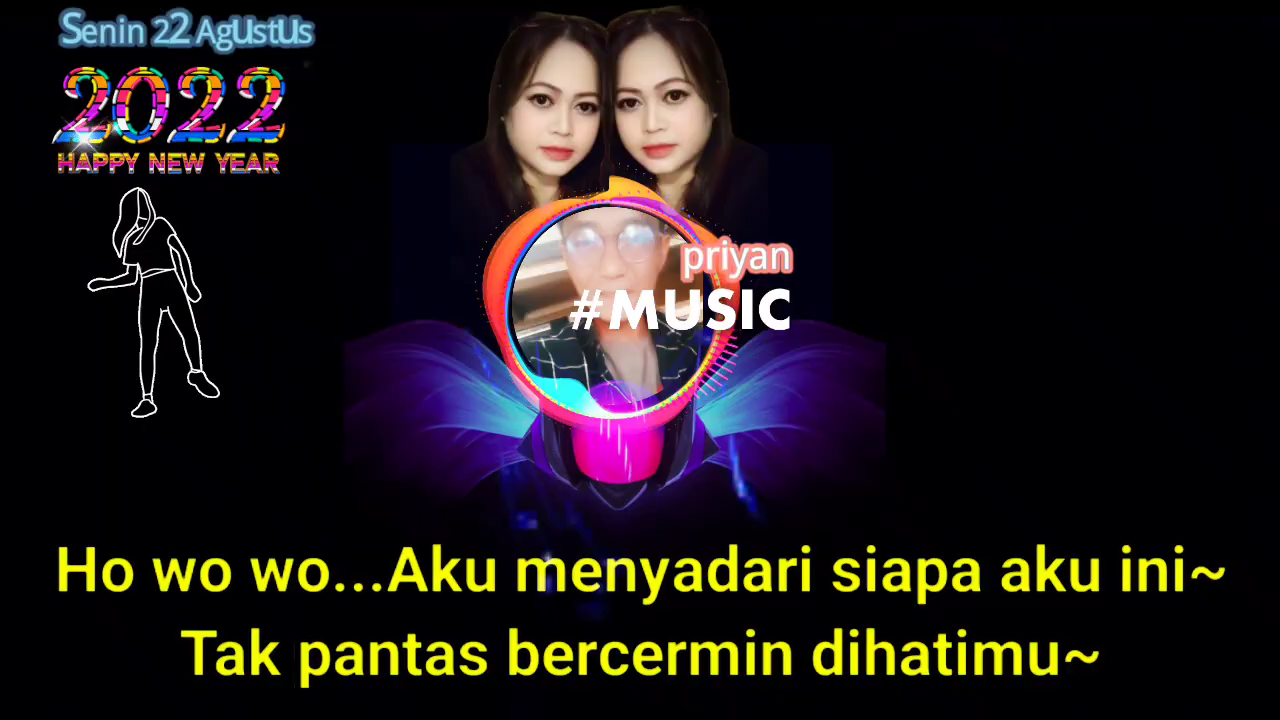 Senin 22 AgUstUs
2022
HAPPY NEW YEAR
priyan
#MUSIC
Ho wo wo...Aku menyadari siapa aku ini~
Tak pantas bercermin dihatimu~